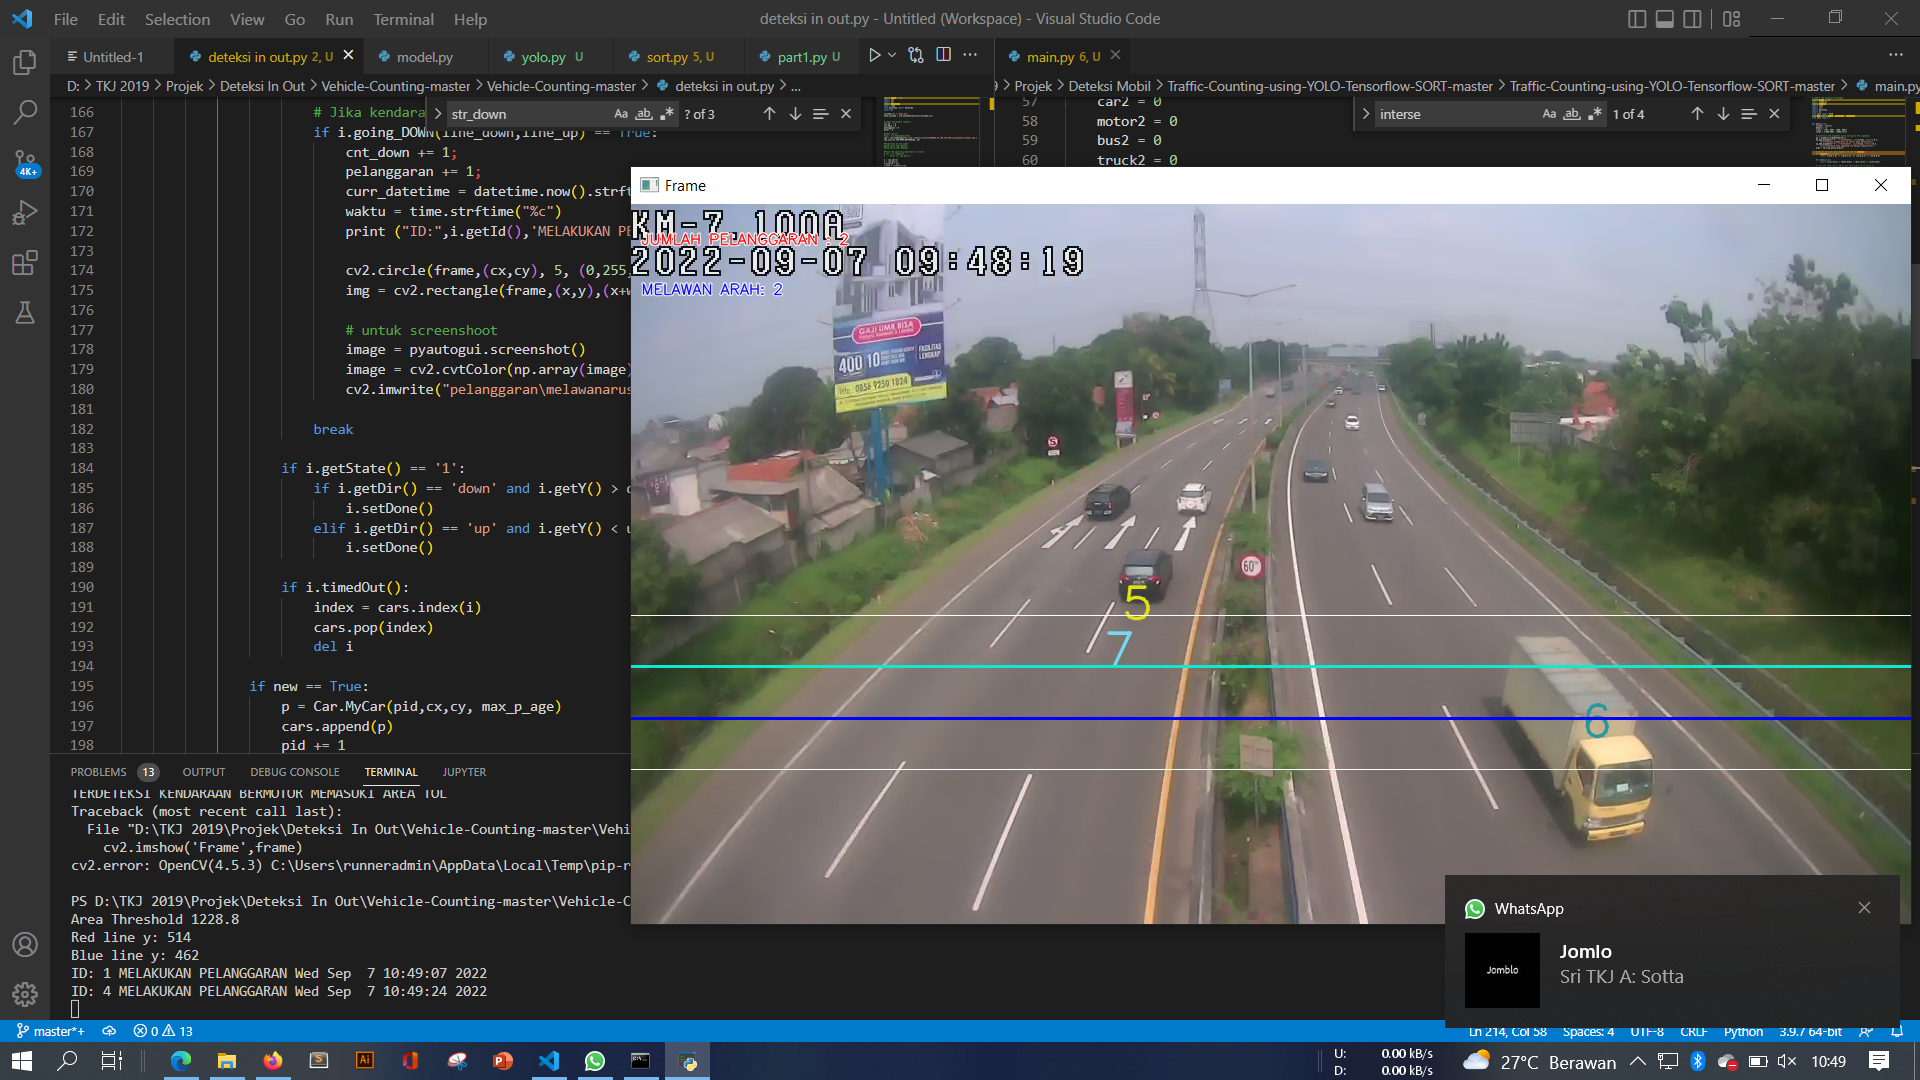 File Edit Selection View Go Run Terminal Help
deteksi in out.py - Untitled (Workspace) - Visual Studio Code
Untitled-1
deteksi in out.py 2, U
model.py
yolo.py U
sort.py 5, U
part1.py U
main.py 6, U
D: > TKJ 2019 > Projek > Deteksi In Out > Vehicle-Counting-master > Vehicle-Counting-master > deteksi in out.py > ...
> Projek > Deteksi Mobil > Traffic-Counting-using-YOLO-Tensorflow-SORT-master > Traffic-Counting-using-YOLO-Tensorflow-SORT-master > main.py
str_down
Aa ab ? of 3
interse
Aa ab 1 of 4
166 # Jika kendara
167 if i.going_DOWN(line_down,line_up) == True:
168 cnt_down += 1;
169 pelanggaran += 1;
170 curr_datetime = datetime.now().strft
171 waktu = time.strftime("%c")
172 print ("ID:",i.getId(),'MELAKUKAN PE
173
174 cv2.circle(frame,(cx,cy), 5, (0,255,
175 img = cv2.rectangle(frame,(x,y),(x+w
176
177 # untuk screenshoot
178 image = pyautogui.screenshot()
179 image = cv2.cvtColor(np.array(image)
180 cv2.imwrite("pelanggaran\melawanarus
181
182 break
183
184 if i.getState() == '1':
185 if i.getDir() == 'down' and i.getY() > d
186 i.setDone()
187 elif i.getDir() == 'up' and i.getY() < u
188 i.setDone()
189
190 if i.timedOut():
191 index = cars.index(i)
192 cars.pop(index)
193 del i
194
195 if new == True:
196 p = Car.MyCar(pid,cx,cy, max_p_age)
197 cars.append(p)
198 pid += 1
57 car2 = 0
58 motor2 = 0
59 bus2 = 0
60 truck2 = 0
Frame
KM-7.100A
JUMLAH PELANGGARAN : 2
2022-09-07 09:48:19
MELAWAN ARAH: 2
GAJI UMR BISA
400 10
FASILITAS
LENGKAP
0856 9250 1824
S
60
5
7
6
PROBLEMS 13 OUTPUT DEBUG CONSOLE TERMINAL JUPYTER
TERDETEKSI KENDARAAN BERMOTOR MEMASUKI AREA TOL
Traceback (most recent call last):
File "D:\TKJ 2019\Projek\Deteksi In Out\Vehicle-Counting-master\Vehi
cv2.imshow('Frame',frame)
cv2.error: OpenCV(4.5.3) C:\Users\runneradmin\AppData\Local\Temp\pip-r
PS D:\TKJ 2019\Projek\Deteksi In Out\Vehicle-Counting-master\Vehicle-C
Area Threshold 1228.8
Red line y: 514
Blue line y: 462
ID: 1 MELAKUKAN PELANGGARAN Wed Sep  7 10:49:07 2022
ID: 4 MELAKUKAN PELANGGARAN Wed Sep  7 10:49:24 2022
WhatsApp
Jomblo
Jomlo
Sri TKJ A: Sotta
4K+
master*+ 0 13
Ln 214, Col 58 Spaces: 4 UTF-8 CRLF Python 3.9.7 64-bit
U: 0.00 kB/s
D: 0.00 kB/s
27°C Berawan
10:49